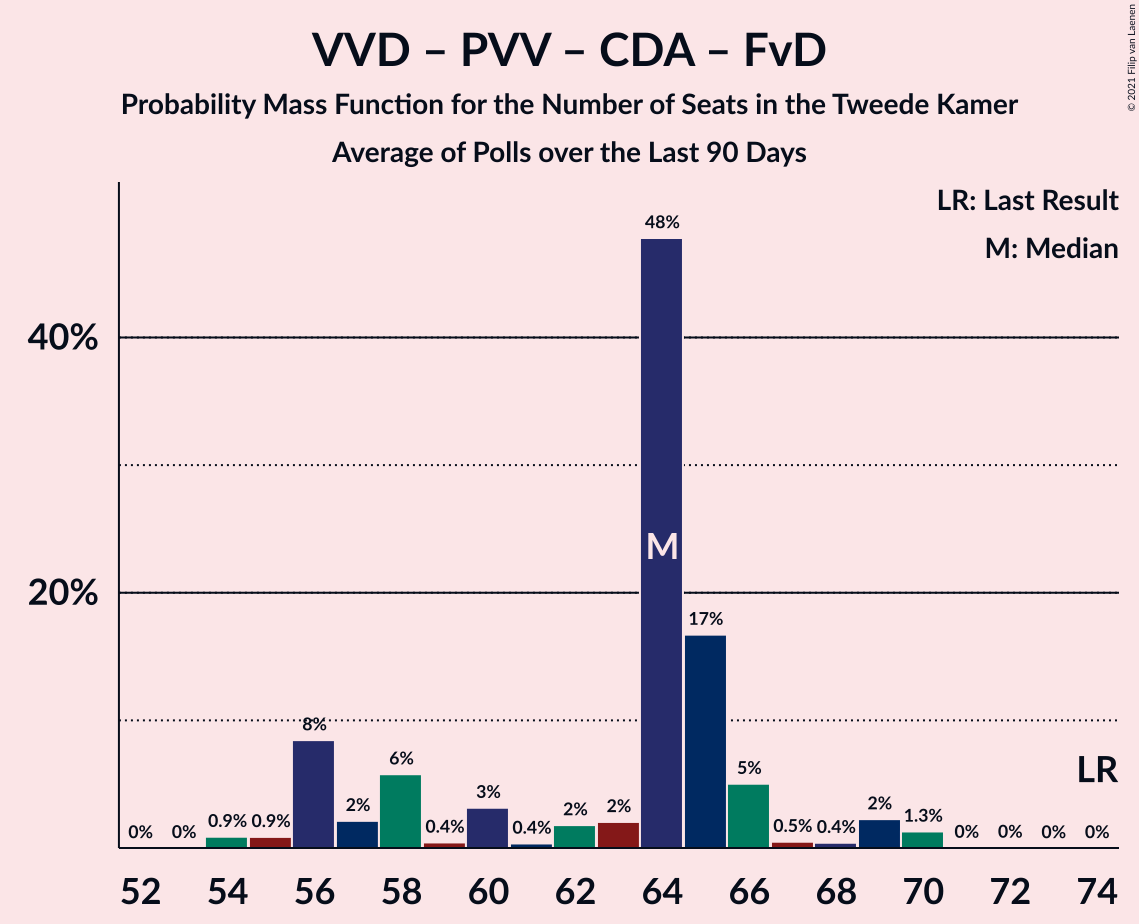 VVD – PVV – CDA – FvD
Probability Mass Function for the Number of Seats in the Tweede Kamer
Average of Polls over the Last 90 Days
© 2021 Filip van Laenen
LR: Last Result
M: Median
40%
20%
0% 0% 0.9% 0.9% 8% 2% 6% 0.4% 3% 0.4% 2% 2% 48% 17% 5% 0.5% 0.4% 2% 1.3% 0% 0% 0% 0%
M
LR
52 54 56 58 60 62 64 66 68 70 72 74